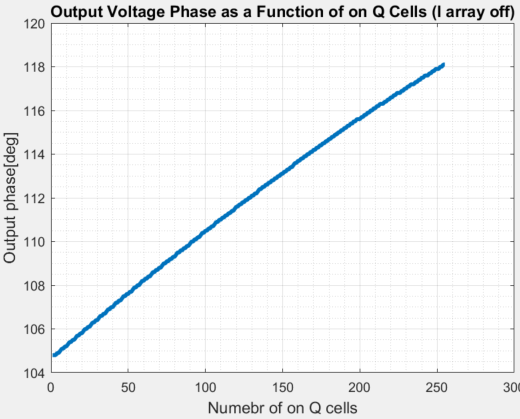 Output Voltage Phase as a Function of on Q Cells (I array off)
120
118
116
114
112
110
108
106
104
Output phase[deg]
0 50 100 150 200 250 300
Numebr of on Q cells